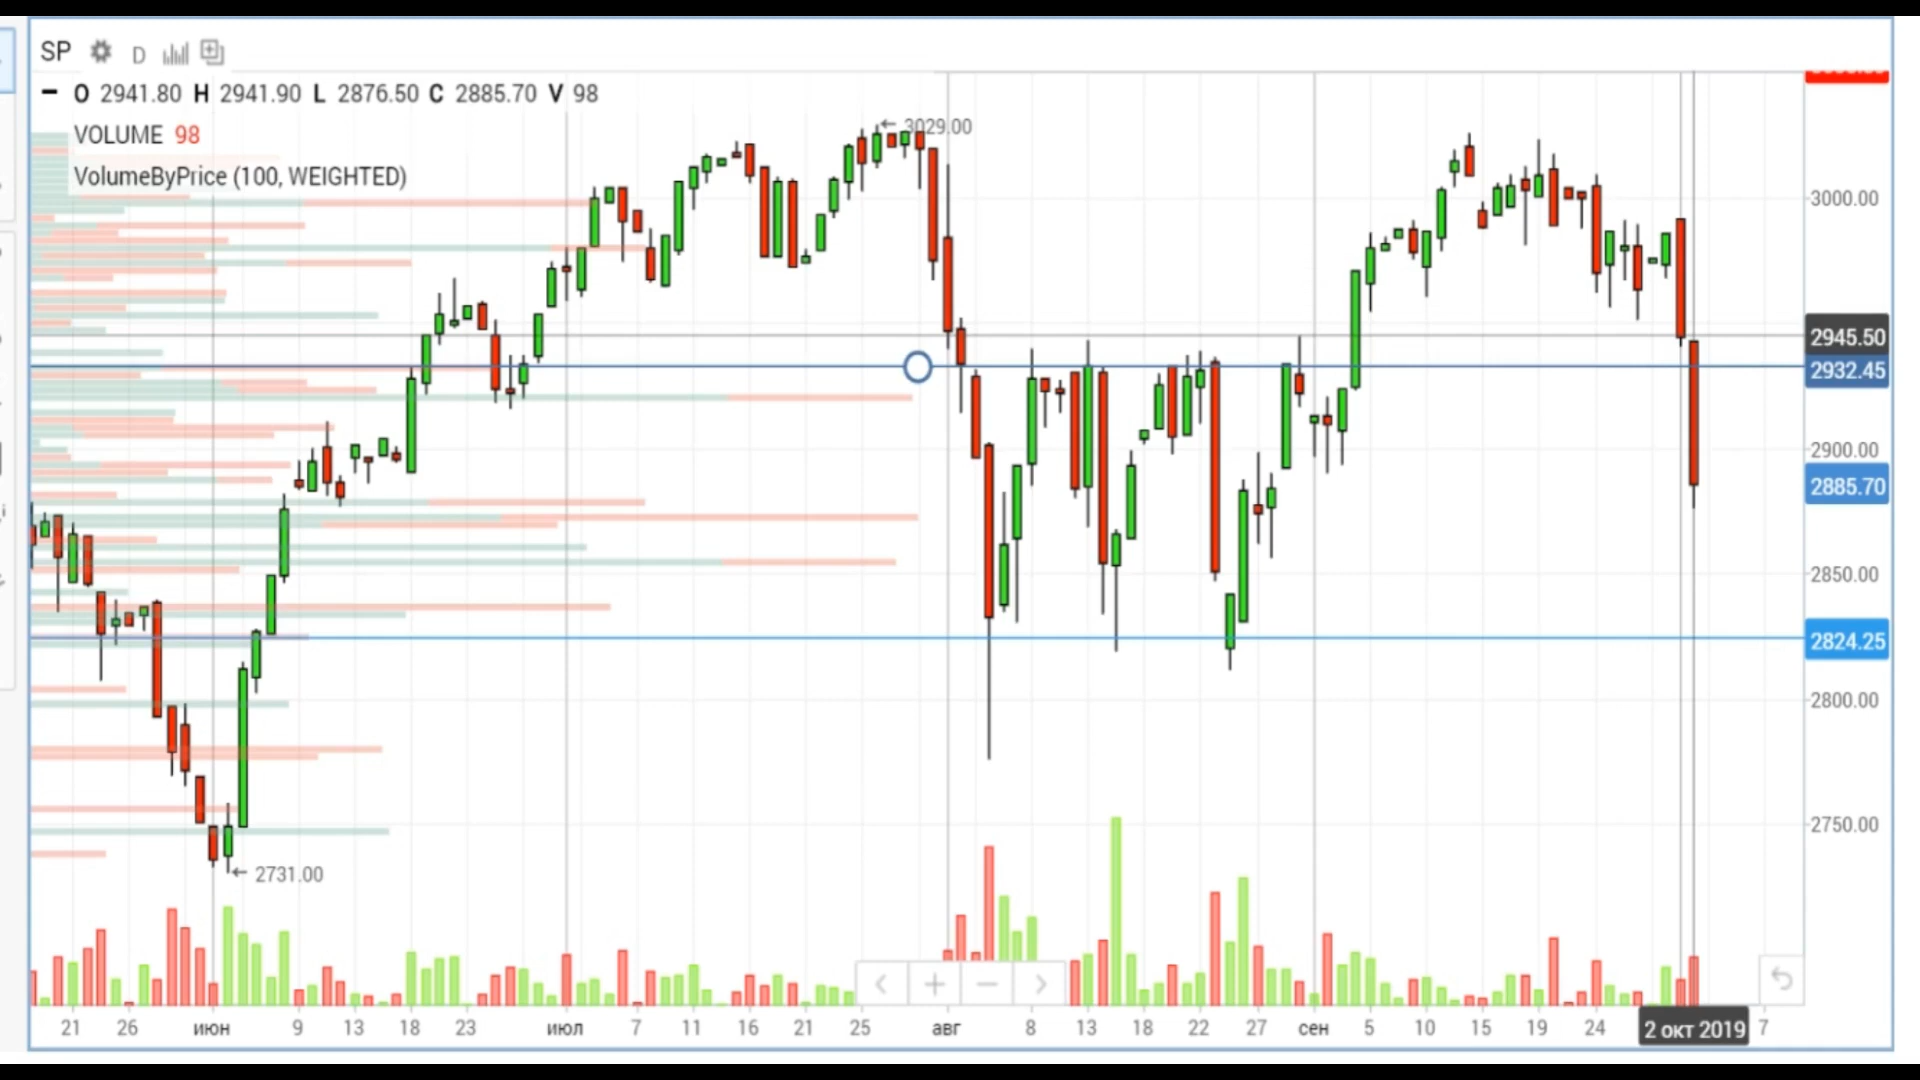 SP D
O 2941.80 H 2941.90 L 2876.50 C 2885.70 V 98
VOLUME 98
VolumeByPrice (100, WEIGHTED)
3029.00
3000.00
2945.50
2932.45
2900.00
2885.70
2850.00
2824.25
2800.00
2750.00
2731.00
21 26 июн 9 13 18 23 июл 7 11 16 21 25 авг 8 13 18 22 27 сен 5 10 15 19 24 2 окт 2019 7